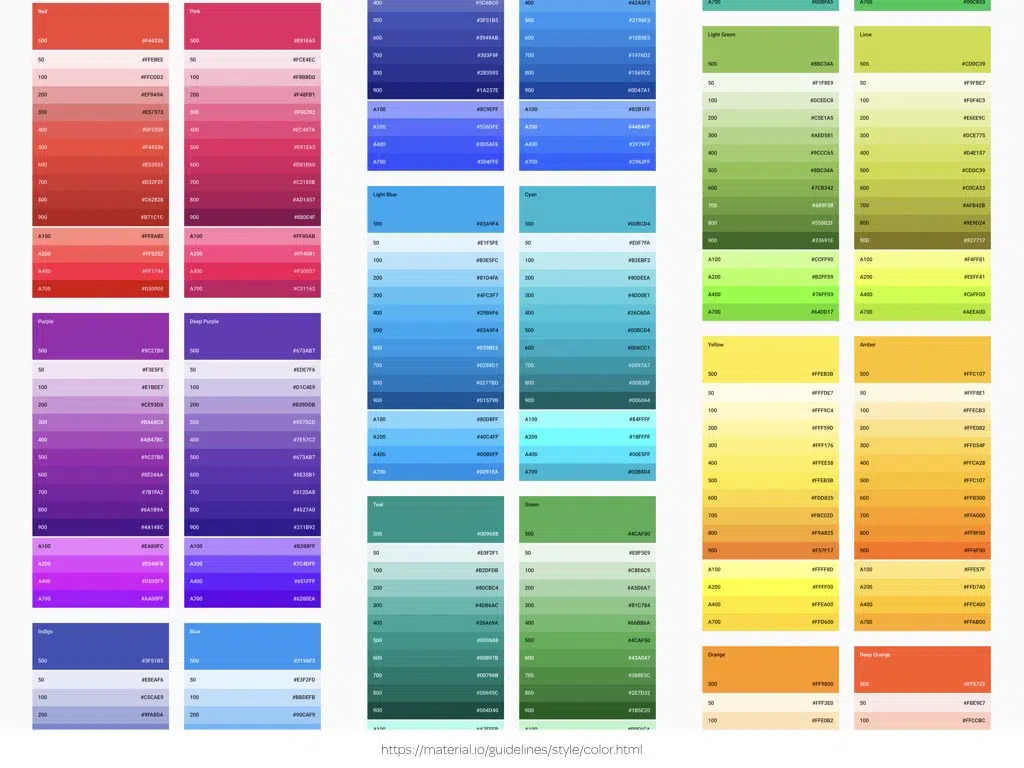 Red
500 #F44336
50 #FFEBEE
100 #FFCDD2
200 #EF9A9A
300 #E57373
400 #EF5350
500 #F44336
600 #E53935
700 #D32F2F
800 #C62828
900 #B71C1C
A100 #FF8A80
A200 #FF5252
A400 #FF1744
A700 #D50000
Pink
500 #E91E63
50 #FCE4EC
100 #F8BBD0
200 #F48FB1
300 #F06292
400 #EC407A
500 #E91E63
600 #D81B60
700 #C2185B
800 #AD1457
900 #880E4F
A100 #FF80AB
A200 #FF4081
A400 #F50057
A700 #C51162
Purple
500 #9C27B0
50 #F3E5F5
100 #E1BEE7
200 #CE93D8
300 #BA68C8
400 #AB47BC
500 #9C27B0
600 #8E24AA
700 #7B1FA2
800 #6A1B9A
900 #4A148C
A100 #EA80FC
A200 #E040FB
A400 #D500F9
A700 #AA00FF
Deep Purple
500 #673AB7
50 #EDE7F6
100 #D1C4E9
200 #B39DDB
300 #9575CD
400 #7E57C2
500 #673AB7
600 #5E35B1
700 #512DA8
800 #4527A0
900 #311B92
A100 #B388FF
A200 #7C4DFF
A400 #651FFF
A700 #6200EA
Indigo
500 #3F51B5
50 #E8EAF6
100 #C5CAE9
200 #9FA8DA
Blue
500 #2196F3
50 #E3F2FD
100 #BBDEFB
200 #90CAF9
400 #5C6BC0
500 #3F51B5
600 #3949AB
700 #303F9F
800 #283593
900 #1A237E
A100 #8C9EFF
A200 #536DFE
A400 #3D5AFE
A700 #304FFE
400 #42A5F5
500 #2196F3
600 #1E88E5
700 #1976D2
800 #1565C0
900 #0D47A1
A100 #82B1FF
A200 #448AFF
A400 #2979FF
A700 #2962FF
Light Blue
500 #03A9F4
50 #E1F5FE
100 #B3E5FC
200 #81D4FA
300 #4FC3F7
400 #29B6F6
500 #03A9F4
600 #039BE5
700 #0288D1
800 #0277BD
900 #01579B
A100 #80D8FF
A200 #40C4FF
A400 #00B0FF
A700 #0091EA
Cyan
500 #00BCD4
50 #E0F7FA
100 #B2EBF2
200 #80DEEA
300 #4DD0E1
400 #26C6DA
500 #00BCD4
600 #00ACC1
700 #0097A7
800 #00838F
900 #006064
A100 #84FFFF
A200 #18FFFF
A400 #00E5FF
A700 #00B8D4
Teal
500 #009688
50 #E0F2F1
100 #B2DFDB
200 #80CBC4
300 #4DB6AC
400 #26A69A
500 #009688
600 #00897B
700 #00796B
800 #00695C
900 #004D40
A100 #A7FFEB
Green
500 #4CAF50
50 #E8F5E9
100 #C8E6C9
200 #A5D6A7
300 #81C784
400 #66BB6A
500 #4CAF50
600 #43A047
700 #388E3C
800 #2E7D32
900 #1B5E20
A100 #B9F6CA
A700 #00BFA5
A700 #00C853
Light Green
500 #8BC34A
50 #F1F8E9
100 #DCEDC8
200 #C5E1A5
300 #AED581
400 #9CCC65
500 #8BC34A
600 #7CB342
700 #689F38
800 #558B2F
900 #33691E
A100 #CCFF90
A200 #B2FF59
A400 #76FF03
A700 #64DD17
Lime
500 #CDDC39
50 #F9FBE7
100 #F0F4C3
200 #E6EE9C
300 #DCE775
400 #D4E157
500 #CDDC39
600 #C0CA33
700 #AFB42B
800 #9E9D24
900 #827717
A100 #F4FF81
A200 #EEFF41
A400 #C6FF00
A700 #AEEA00
Yellow
500 #FFEB3B
50 #FFFDE7
100 #FFF9C4
200 #FFF59D
300 #FFF176
400 #FFEE58
500 #FFEB3B
600 #FDD835
700 #FBC02D
800 #F9A825
900 #F57F17
A100 #FFFF8D
A200 #FFFF00
A400 #FFEA00
A700 #FFD600
Amber
500 #FFC107
50 #FFF8E1
100 #FFECB3
200 #FFE082
300 #FFD54F
400 #FFCA28
500 #FFC107
600 #FFB300
700 #FFA000
800 #FF8F00
900 #FF6F00
A100 #FFE57F
A200 #FFD740
A400 #FFC400
A700 #FFAB00
Orange
500 #FF9800
50 #FFF3E0
100 #FFE0B2
Deep Orange
500 #FF5722
50 #FBE9E7
100 #FFCCBC
https://material.io/guidelines/style/color.html